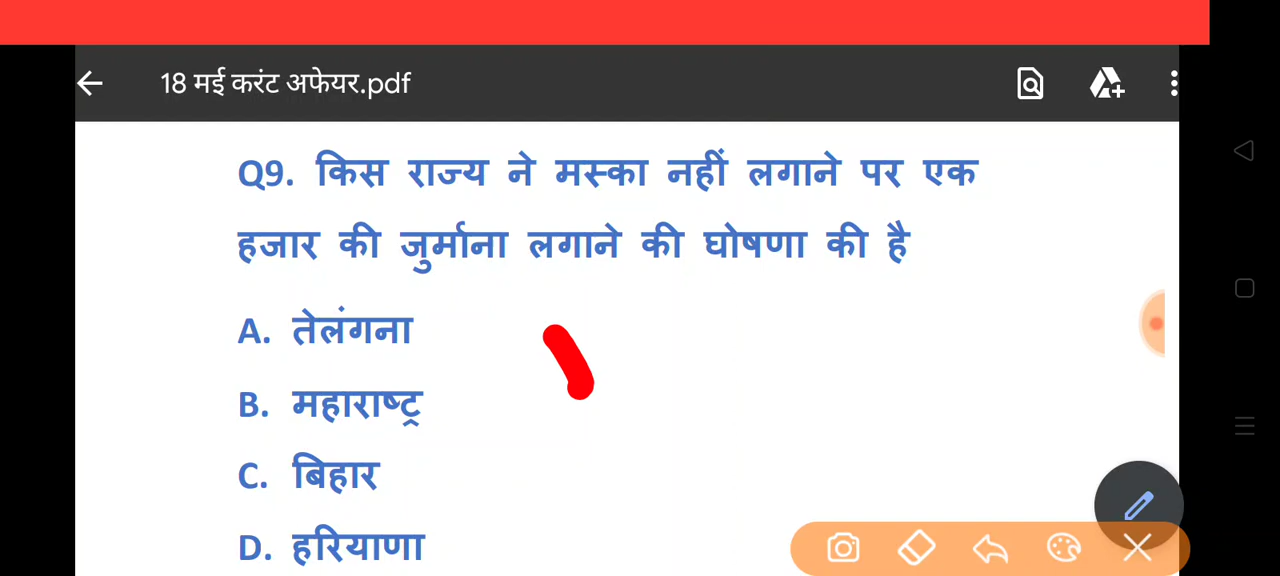 18 मई करंट अफेयर.pdf
Q9. किस राज्य ने मस्का नहीं लगाने पर एक
हजार की जुर्माना लगाने की घोषणा की है
A. तेलंगना
B. महाराष्ट्र
C. बिहार
D. हरियाणा